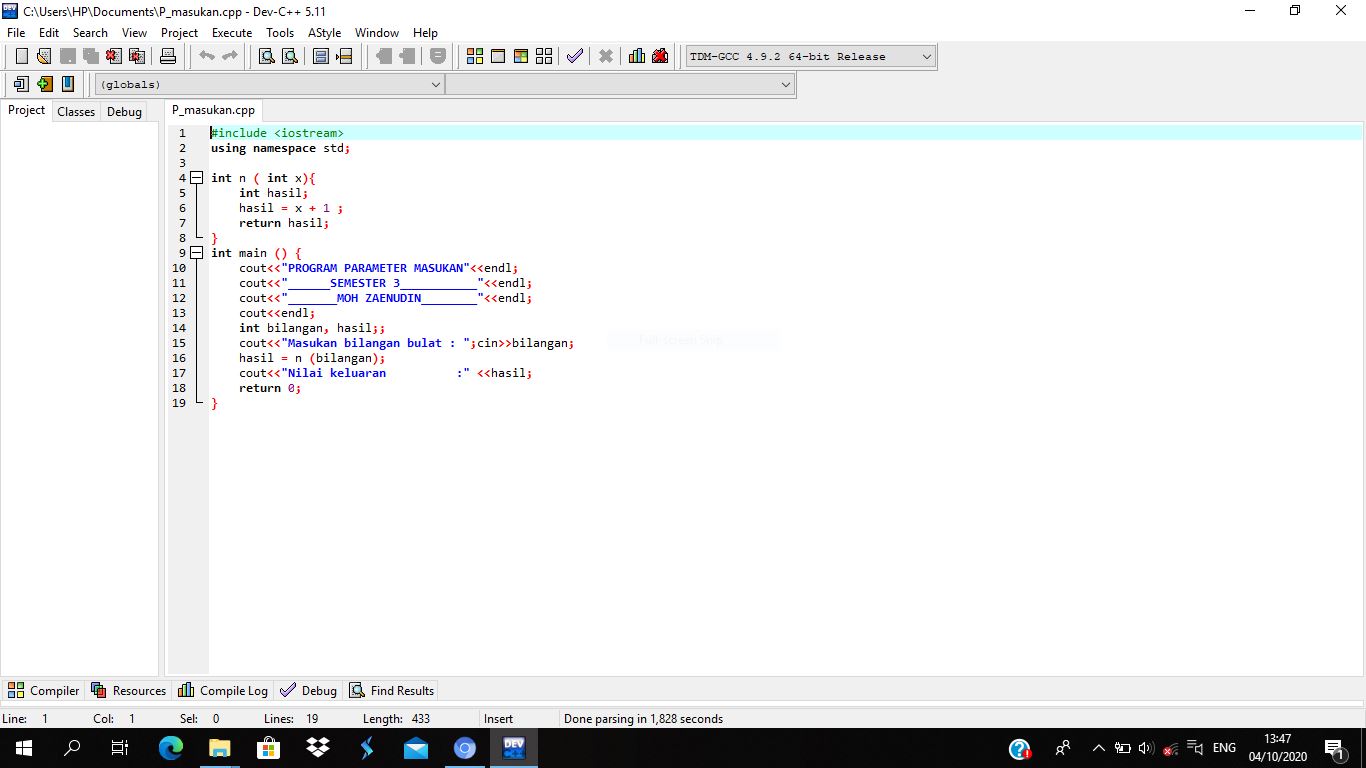 C:\Users\HP\Documents\P_masukan.cpp - Dev-C++ 5.11
File Edit Search View Project Execute Tools AStyle Window Help
TDM-GCC 4.9.2 64-bit Release
(globals)
Project Classes Debug P_masukan.cpp
1 #include <iostream>
2 using namespace std;
3
4 int n ( int x){
5 int hasil;
6 hasil = x + 1 ;
7 return hasil;
8 }
9 int main () {
10 cout<<"PROGRAM PARAMETER MASUKAN"<<endl;
11 cout<<"______SEMESTER 3___________"<<endl;
12 cout<<"_______MOH ZAENUDIN________"<<endl;
13 cout<<endl;
14 int bilangan, hasil;;
15 cout<<"Masukan bilangan bulat : ";cin>>bilangan;
16 hasil = n (bilangan);
17 cout<<"Nilai keluaran          :" <<hasil;
18 return 0;
19 }
Full-screen Snip
Compiler Resources Compile Log Debug Find Results
Line: 1 Col: 1 Sel: 0 Lines: 19 Length: 433 Insert Done parsing in 1,828 seconds
DEV
ENG
13:47
04/10/2020
1